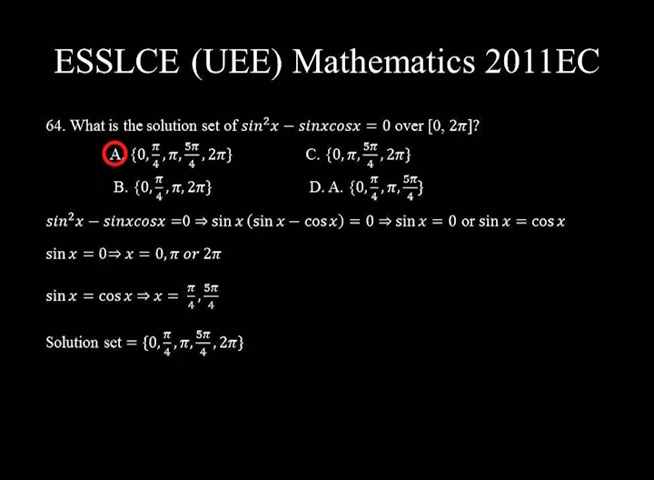 ESSLCE (UEE) Mathematics 2011EC
64. What is the solution set of sin²x − sinxcosx = 0 over [0, 2π]?
A. {0, π/4, π, 5π/4, 2π} C. {0, π, 5π/4, 2π}
B. {0, π/4, π, 2π} D. A. {0, π/4, π, 5π/4}
sin²x − sinxcosx =0 ⇒ sin x (sin x − cos x) = 0 ⇒ sin x = 0 or sin x = cos x
sin x = 0⇒ x = 0, π or 2π
sin x = cos x ⇒ x = π/4, 5π/4
Solution set = {0, π/4, π, 5π/4, 2π}